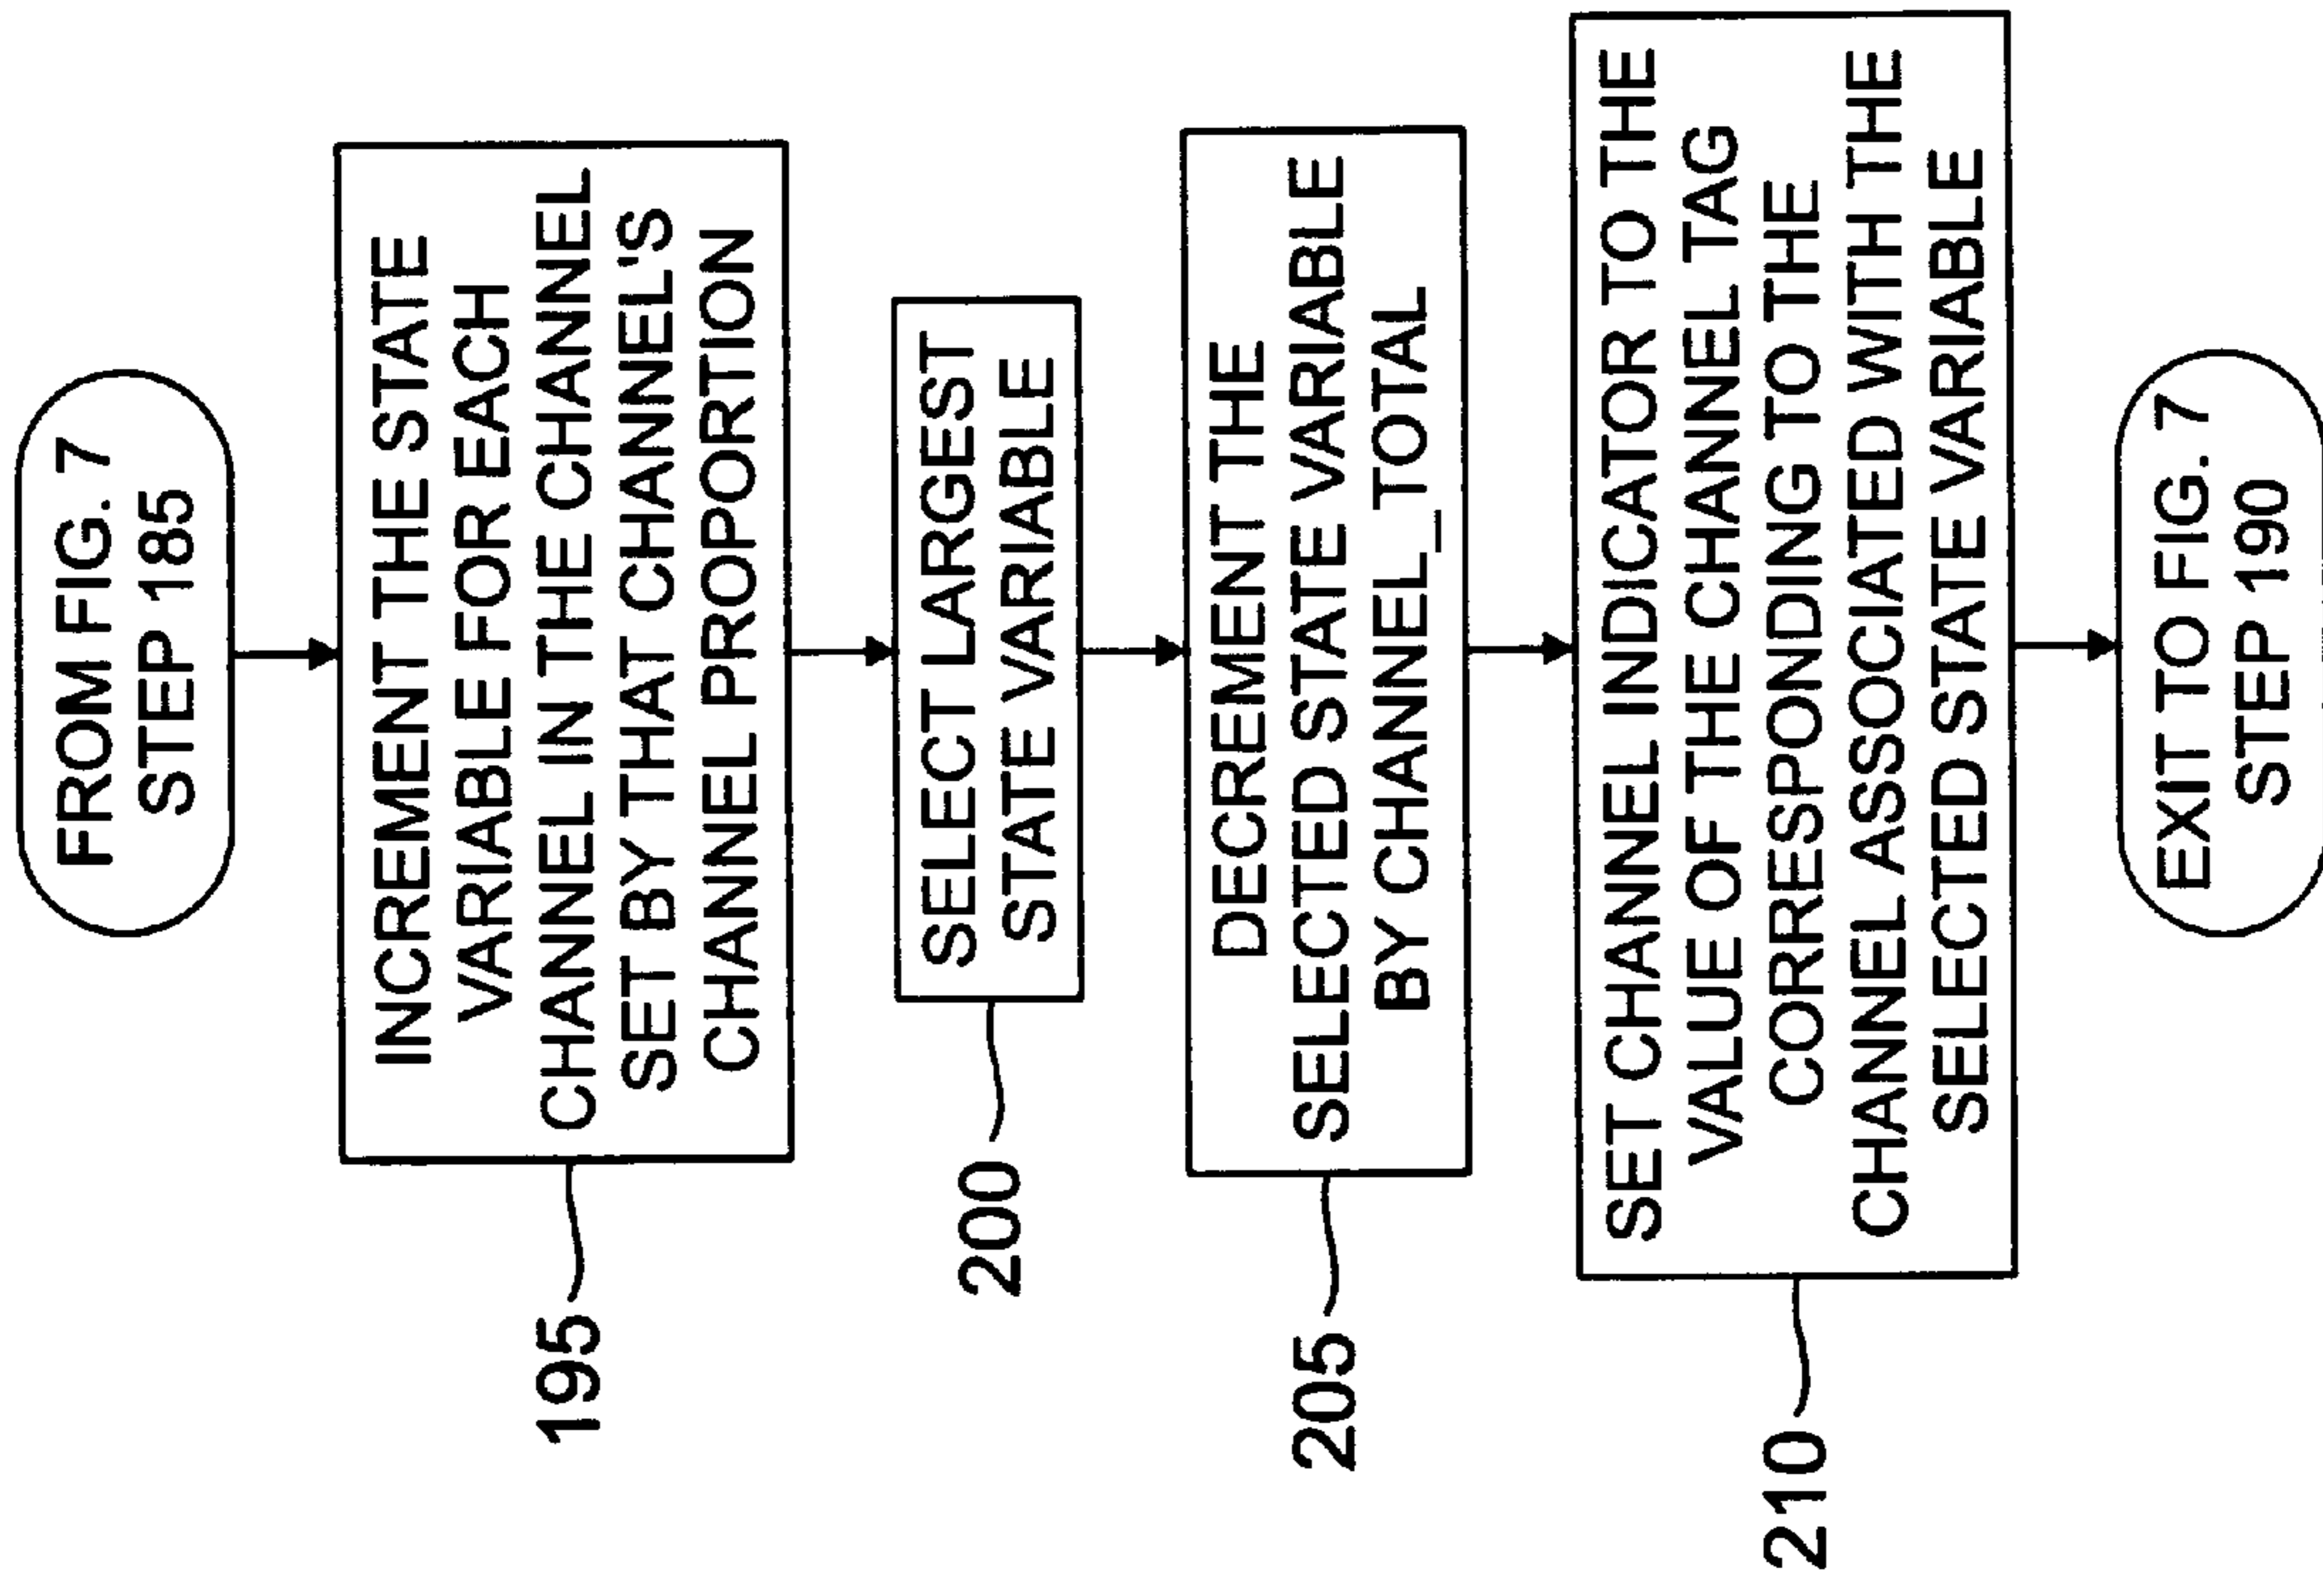 FROM FIG. 7
STEP 185
195
INCREMENT THE STATE
VARIABLE FOR EACH
CHANNEL IN THE CHANNEL
SET BY THAT CHANNEL'S
CHANNEL PROPORTION
200
SELECT LARGEST
STATE VARIABLE
205
DECREMENT THE
SELECTED STATE VARIABLE
BY CHANNEL_TOTAL
210
SET CHANNEL INDICATOR TO THE
VALUE OF THE CHANNEL TAG
CORRESPONDING TO THE
CHANNEL ASSOCIATED WITH THE
SELECTED STATE VARIABLE
EXIT TO FIG. 7
STEP 190